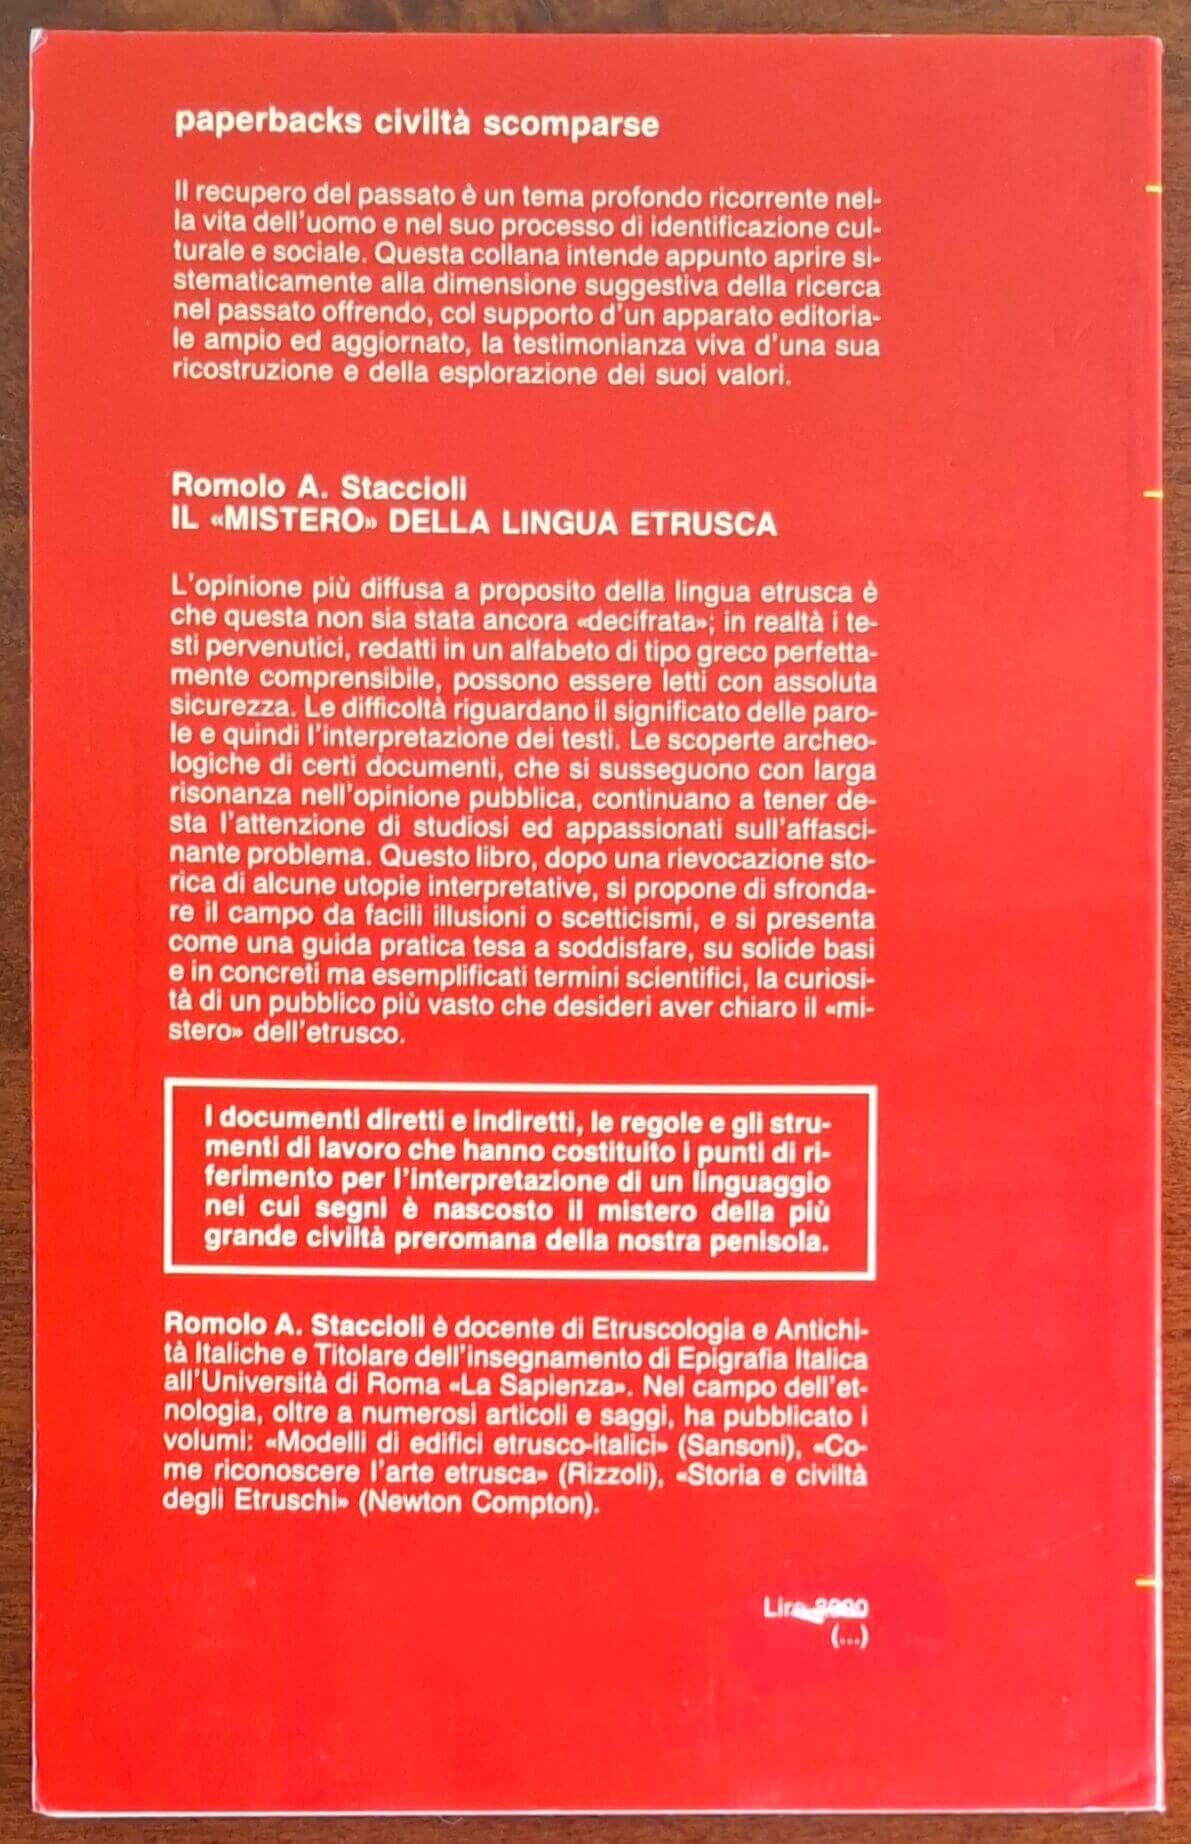 paperbacks civiltà scomparse
Il recupero del passato è un tema profondo ricorrente nel-
la vita dell'uomo e nel suo processo di identificazione cul-
turale e sociale. Questa collana intende appunto aprire si-
stematicamente alla dimensione suggestiva della ricerca
nel passato offrendo, col supporto d'un apparato editoria-
le ampio ed aggiornato, la testimonianza viva d'una sua
ricostruzione e della esplorazione dei suoi valori.
Romolo A. Staccioli
IL «MISTERO» DELLA LINGUA ETRUSCA
L'opinione più diffusa a proposito della lingua etrusca è
che questa non sia stata ancora «decifrata»; in realtà i te-
sti pervenutici, redatti in un alfabeto di tipo greco perfetta-
mente comprensibile, possono essere letti con assoluta
sicurezza. Le difficoltà riguardano il significato delle paro-
le e quindi l'interpretazione dei testi. Le scoperte archeo-
logiche di certi documenti, che si susseguono con larga
risonanza nell'opinione pubblica, continuano a tener de-
sta l'attenzione di studiosi ed appassionati sull'affasci-
nante problema. Questo libro, dopo una rievocazione sto-
rica di alcune utopie interpretative, si propone di sfronda-
re il campo da facili illusioni o scetticismi, e si presenta
come una guida pratica tesa a soddisfare, su solide basi
e in concreti ma esemplificati termini scientifici, la curiosi-
tà di un pubblico più vasto che desideri aver chiaro il «mi-
stero» dell'etrusco.
I documenti diretti e indiretti, le regole e gli stru-
menti di lavoro che hanno costituito i punti di ri-
ferimento per l'interpretazione di un linguaggio
nei cui segni è nascosto il mistero della più
grande civiltà preromana della nostra penisola.
Romolo A. Staccioli è docente di Etruscologia e Antichi-
tà Italiche e Titolare dell'insegnamento di Epigrafia Italica
all'Università di Roma «La Sapienza». Nel campo dell'et-
nologia, oltre a numerosi articoli e saggi, ha pubblicato i
volumi: «Modelli di edifici etrusco-italici» (Sansoni), «Co-
me riconoscere l'arte etrusca» (Rizzoli), «Storia e civiltà
degli Etruschi» (Newton Compton).
Lire
(...)